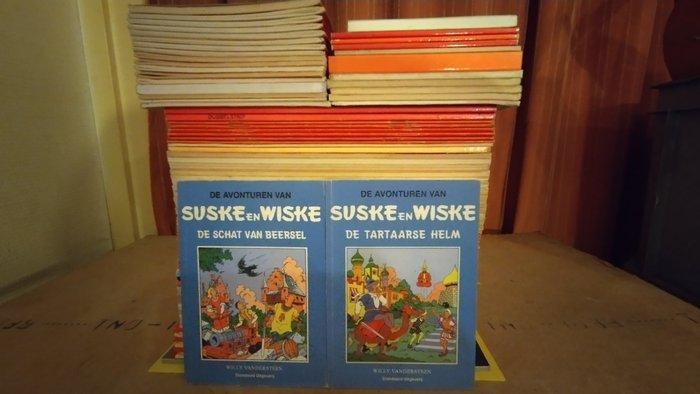 DUBBELSTRIP
DE AVONTUREN VAN
SUSKE EN WISKE
DE SCHAT VAN BEERSEL
WILLY VANDERSTEEN
Standaard Uitgeverij
DE AVONTUREN VAN
SUSKE EN WISKE
DE TARTAARSE HELM
WILLY VANDERSTEEN
Standaard Uitgeverij